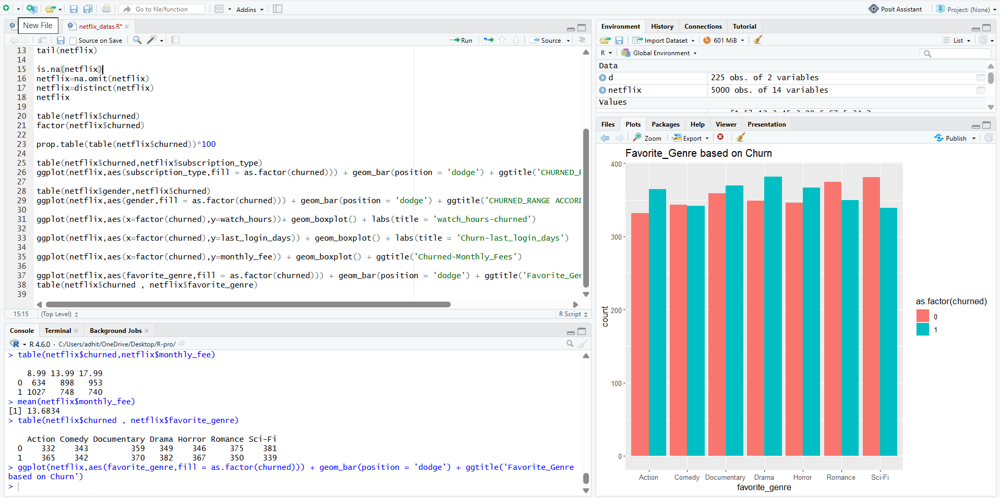 Go to file/function
Addins
Posit Assistant
Project: (None)
New File
netflix_datas.R*
Source on Save
Run
Source
13 tail(netflix)
14
15 is.na(netflix)
16 netflix=na.omit(netflix)
17 netflix=distinct(netflix)
18 netflix
19
20 table(netflix$churned)
21 factor(netflix$churned)
22
23 prop.table(table(netflix$churned))*100
24
25 table(netflix$churned,netflix$subscription_type)
26 ggplot(netflix,aes(subscription_type,fill = as.factor(churned))) + geom_bar(position = 'dodge') + ggtitle('CHURNED_
27
28 table(netflix$gender,netflix$churned)
29 ggplot(netflix,aes(gender,fill = as.factor(churned))) + geom_bar(position = 'dodge') + ggtitle('CHURNED_RANGE ACCORD
30
31 ggplot(netflix,aes(x=factor(churned),y=watch_hours))+ geom_boxplot() + labs(title = 'watch_hours-churned')
32
33 ggplot(netflix,aes(x=factor(churned),y=last_login_days)) + geom_boxplot() + labs(title = 'Churn-last_login_days')
34
35 ggplot(netflix,aes(x=factor(churned),y=monthly_fee)) + geom_boxplot() + ggtitle('Churned-Monthly_Fees')
36
37 ggplot(netflix,aes(favorite_genre,fill = as.factor(churned))) + geom_bar(position = 'dodge') + ggtitle('Favorite_Ger
38 table(netflix$churned , netflix$favorite_genre)
39
15:15 (Top Level)
R Script
Console Terminal Background Jobs
R 4.6.0 · C:/Users/adhit/OneDrive/Desktop/R-pro/
> table(netflix$churned,netflix$monthly_fee)
8.99 13.99 17.99
0 634 898 953
1 1027 748 740
> mean(netflix$monthly_fee)
[1] 13.6834
> table(netflix$churned , netflix$favorite_genre)
Action Comedy Documentary Drama Horror Romance Sci-Fi
0 332 343 359 349 346 375 381
1 365 342 370 382 367 350 339
> ggplot(netflix,aes(favorite_genre,fill = as.factor(churned))) + geom_bar(position = 'dodge') + ggtitle('Favorite_Genre
based on Churn')
>
Environment History Connections Tutorial
Import Dataset 601 MiB List
R Global Environment
Data
d 225 obs. of 2 variables
netflix 5000 obs. of 14 variables
Values
Files Plots Packages Help Viewer Presentation
Zoom Export Publish
Favorite_Genre based on Churn
400
300
200
100
0
count
Action Comedy Documentary Drama Horror Romance Sci-Fi
favorite_genre
as.factor(churned)
0
1